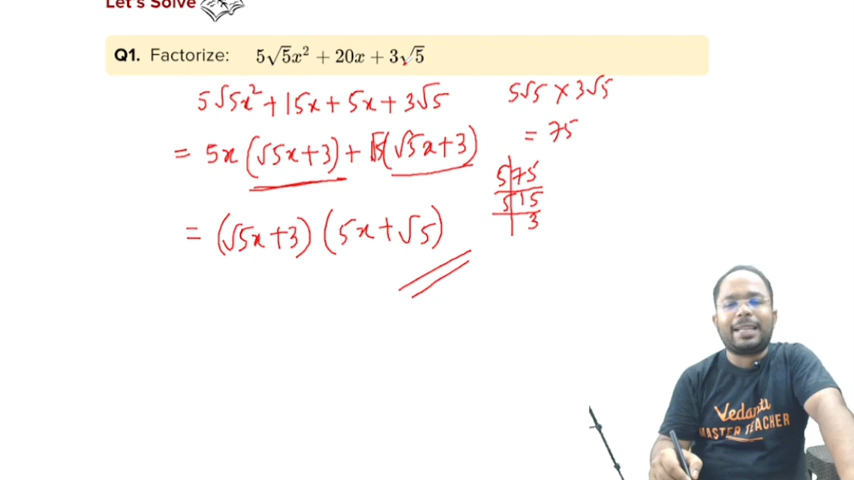 Let's Solve
Q1. Factorize: 5√5x² + 20x + 3√5
5√5x² + 15x + 5x + 3√5
= 5x (√5x+3) + √5(√5x+3)
= (√5x+3) (5x+√5)
5√5 × 3√5
= 75
5|75
5|15
|3
Vedantu
MASTER TEACHER